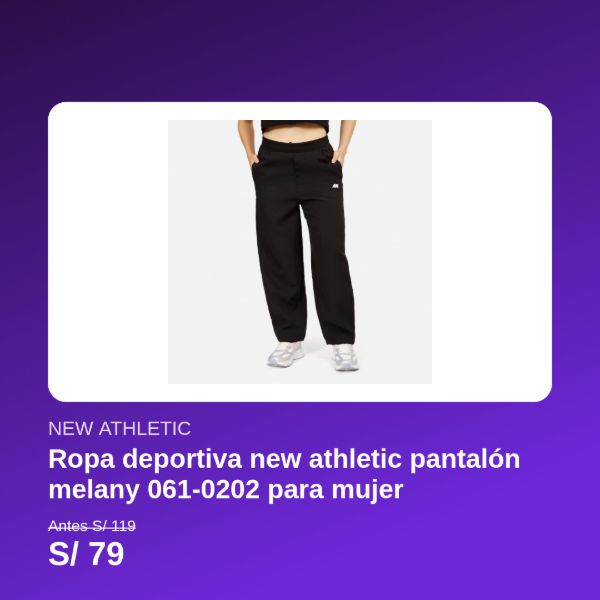 NEW ATHLETIC
Ropa deportiva new athletic pantalón
melany 061-0202 para mujer
Antes S/ 119
S/ 79